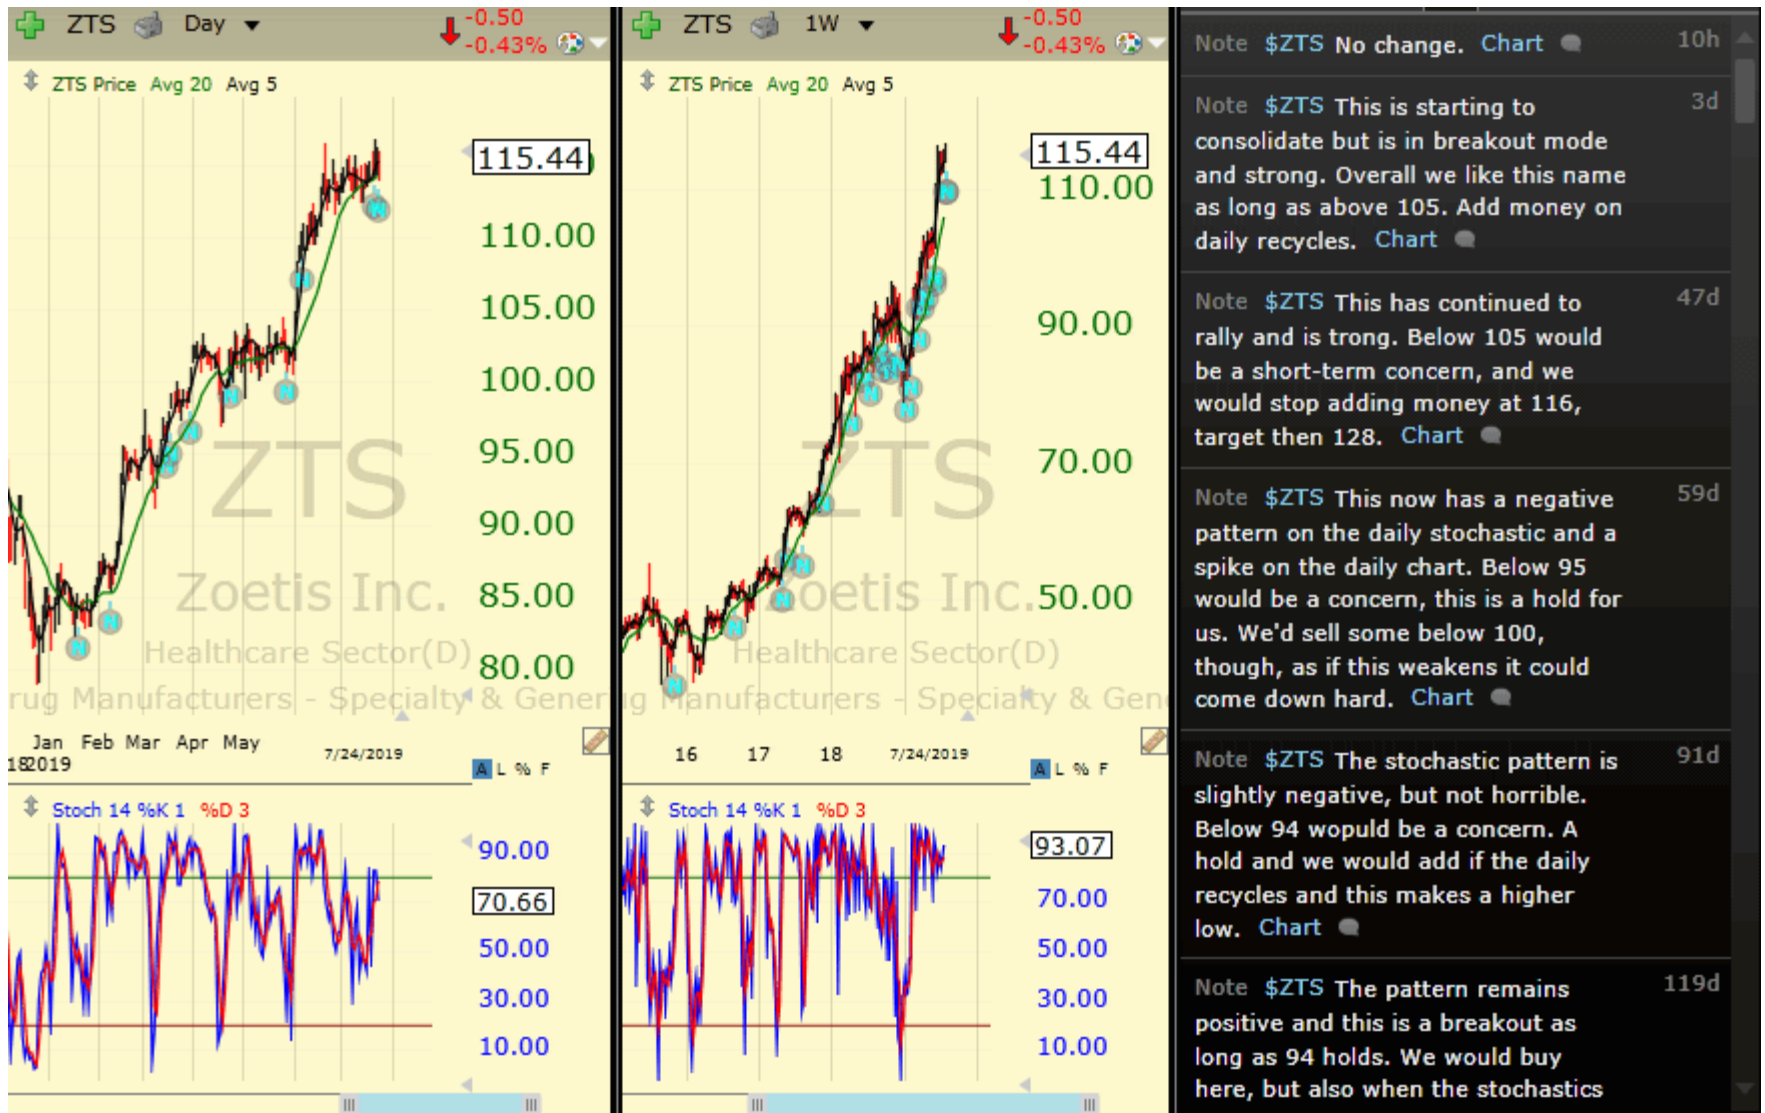 ZTS Day
-0.50
-0.43%
ZTS Price Avg 20 Avg 5
115.44
110.00
105.00
100.00
95.00
90.00
85.00
80.00
ZTS
Zoetis Inc.
Healthcare Sector(D)
rug Manufacturers - Specialty & Gener
Jan Feb Mar Apr May
182019
7/24/2019
A L % F
Stoch 14 %K 1 %D 3
90.00
70.66
50.00
30.00
10.00
ZTS 1W
-0.50
-0.43%
ZTS Price Avg 20 Avg 5
115.44
110.00
90.00
70.00
50.00
ZTS
Zoetis Inc.
Healthcare Sector(D)
ug Manufacturers - Specialty & Gene
16 17 18 7/24/2019
A L % F
Stoch 14 %K 1 %D 3
93.07
70.00
50.00
30.00
10.00
Note $ZTS No change. Chart 10h
Note $ZTS This is starting to 3d
consolidate but is in breakout mode
and strong. Overall we like this name
as long as above 105. Add money on
daily recycles. Chart
Note $ZTS This has continued to 47d
rally and is trong. Below 105 would
be a short-term concern, and we
would stop adding money at 116,
target then 128. Chart
Note $ZTS This now has a negative 59d
pattern on the daily stochastic and a
spike on the daily chart. Below 95
would be a concern, this is a hold for
us. We'd sell some below 100,
though, as if this weakens it could
come down hard. Chart
Note $ZTS The stochastic pattern is 91d
slightly negative, but not horrible.
Below 94 wopuld be a concern. A
hold and we would add if the daily
recycles and this makes a higher
low. Chart
Note $ZTS The pattern remains 119d
positive and this is a breakout as
long as 94 holds. We would buy
here, but also when the stochastics